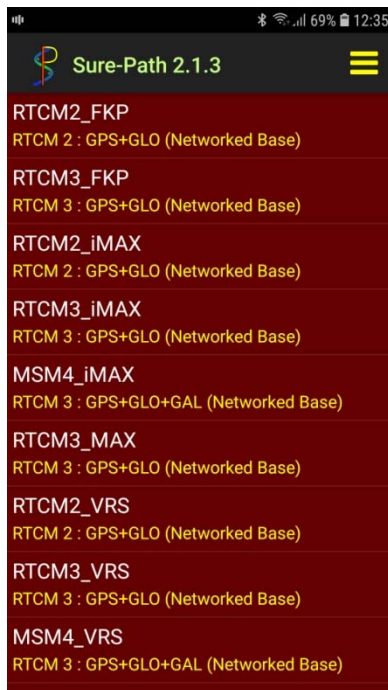 69% 12:35
Sure-Path 2.1.3
RTCM2_FKP
RTCM 2 : GPS+GLO (Networked Base)
RTCM3_FKP
RTCM 3 : GPS+GLO (Networked Base)
RTCM2_iMAX
RTCM 2 : GPS+GLO (Networked Base)
RTCM3_iMAX
RTCM 3 : GPS+GLO (Networked Base)
MSM4_iMAX
RTCM 3 : GPS+GLO+GAL (Networked Base)
RTCM3_MAX
RTCM 3 : GPS+GLO (Networked Base)
RTCM2_VRS
RTCM 2 : GPS+GLO (Networked Base)
RTCM3_VRS
RTCM 3 : GPS+GLO (Networked Base)
MSM4_VRS
RTCM 3 : GPS+GLO+GAL (Networked Base)